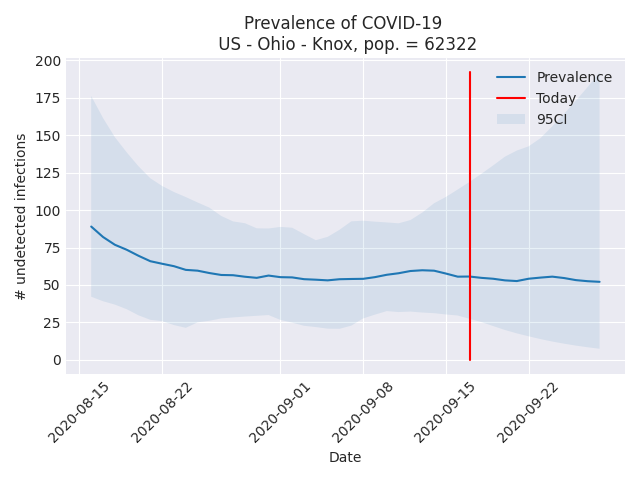 Prevalence of COVID-19
US - Ohio - Knox, pop. = 62322
200
175
150
125
100
75
50
25
0
# undetected infections
Prevalence
Today
95CI
2020-08-15
2020-08-22
2020-09-01
2020-09-08
2020-09-15
2020-09-22
Date